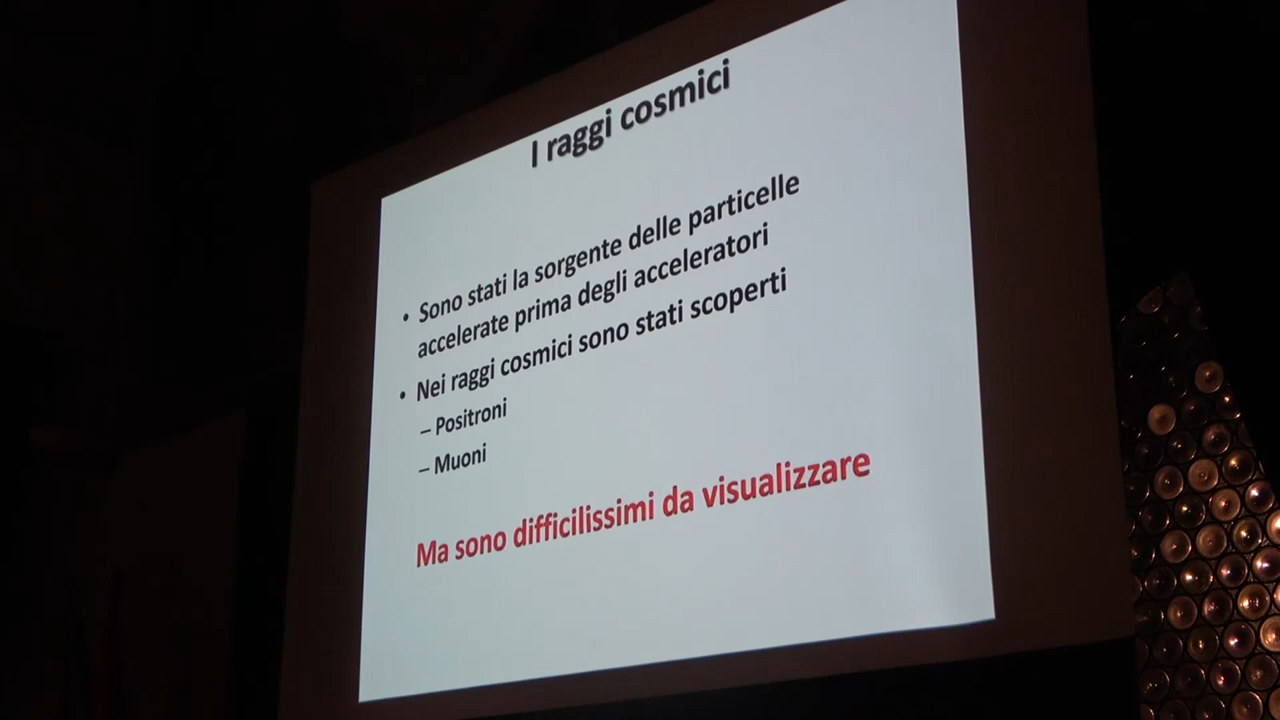 I raggi cosmici
• Sono stati la sorgente delle particelle
accelerate prima degli acceleratori
• Nei raggi cosmici sono stati scoperti
– Positroni
– Muoni
Ma sono difficilissimi da visualizzare